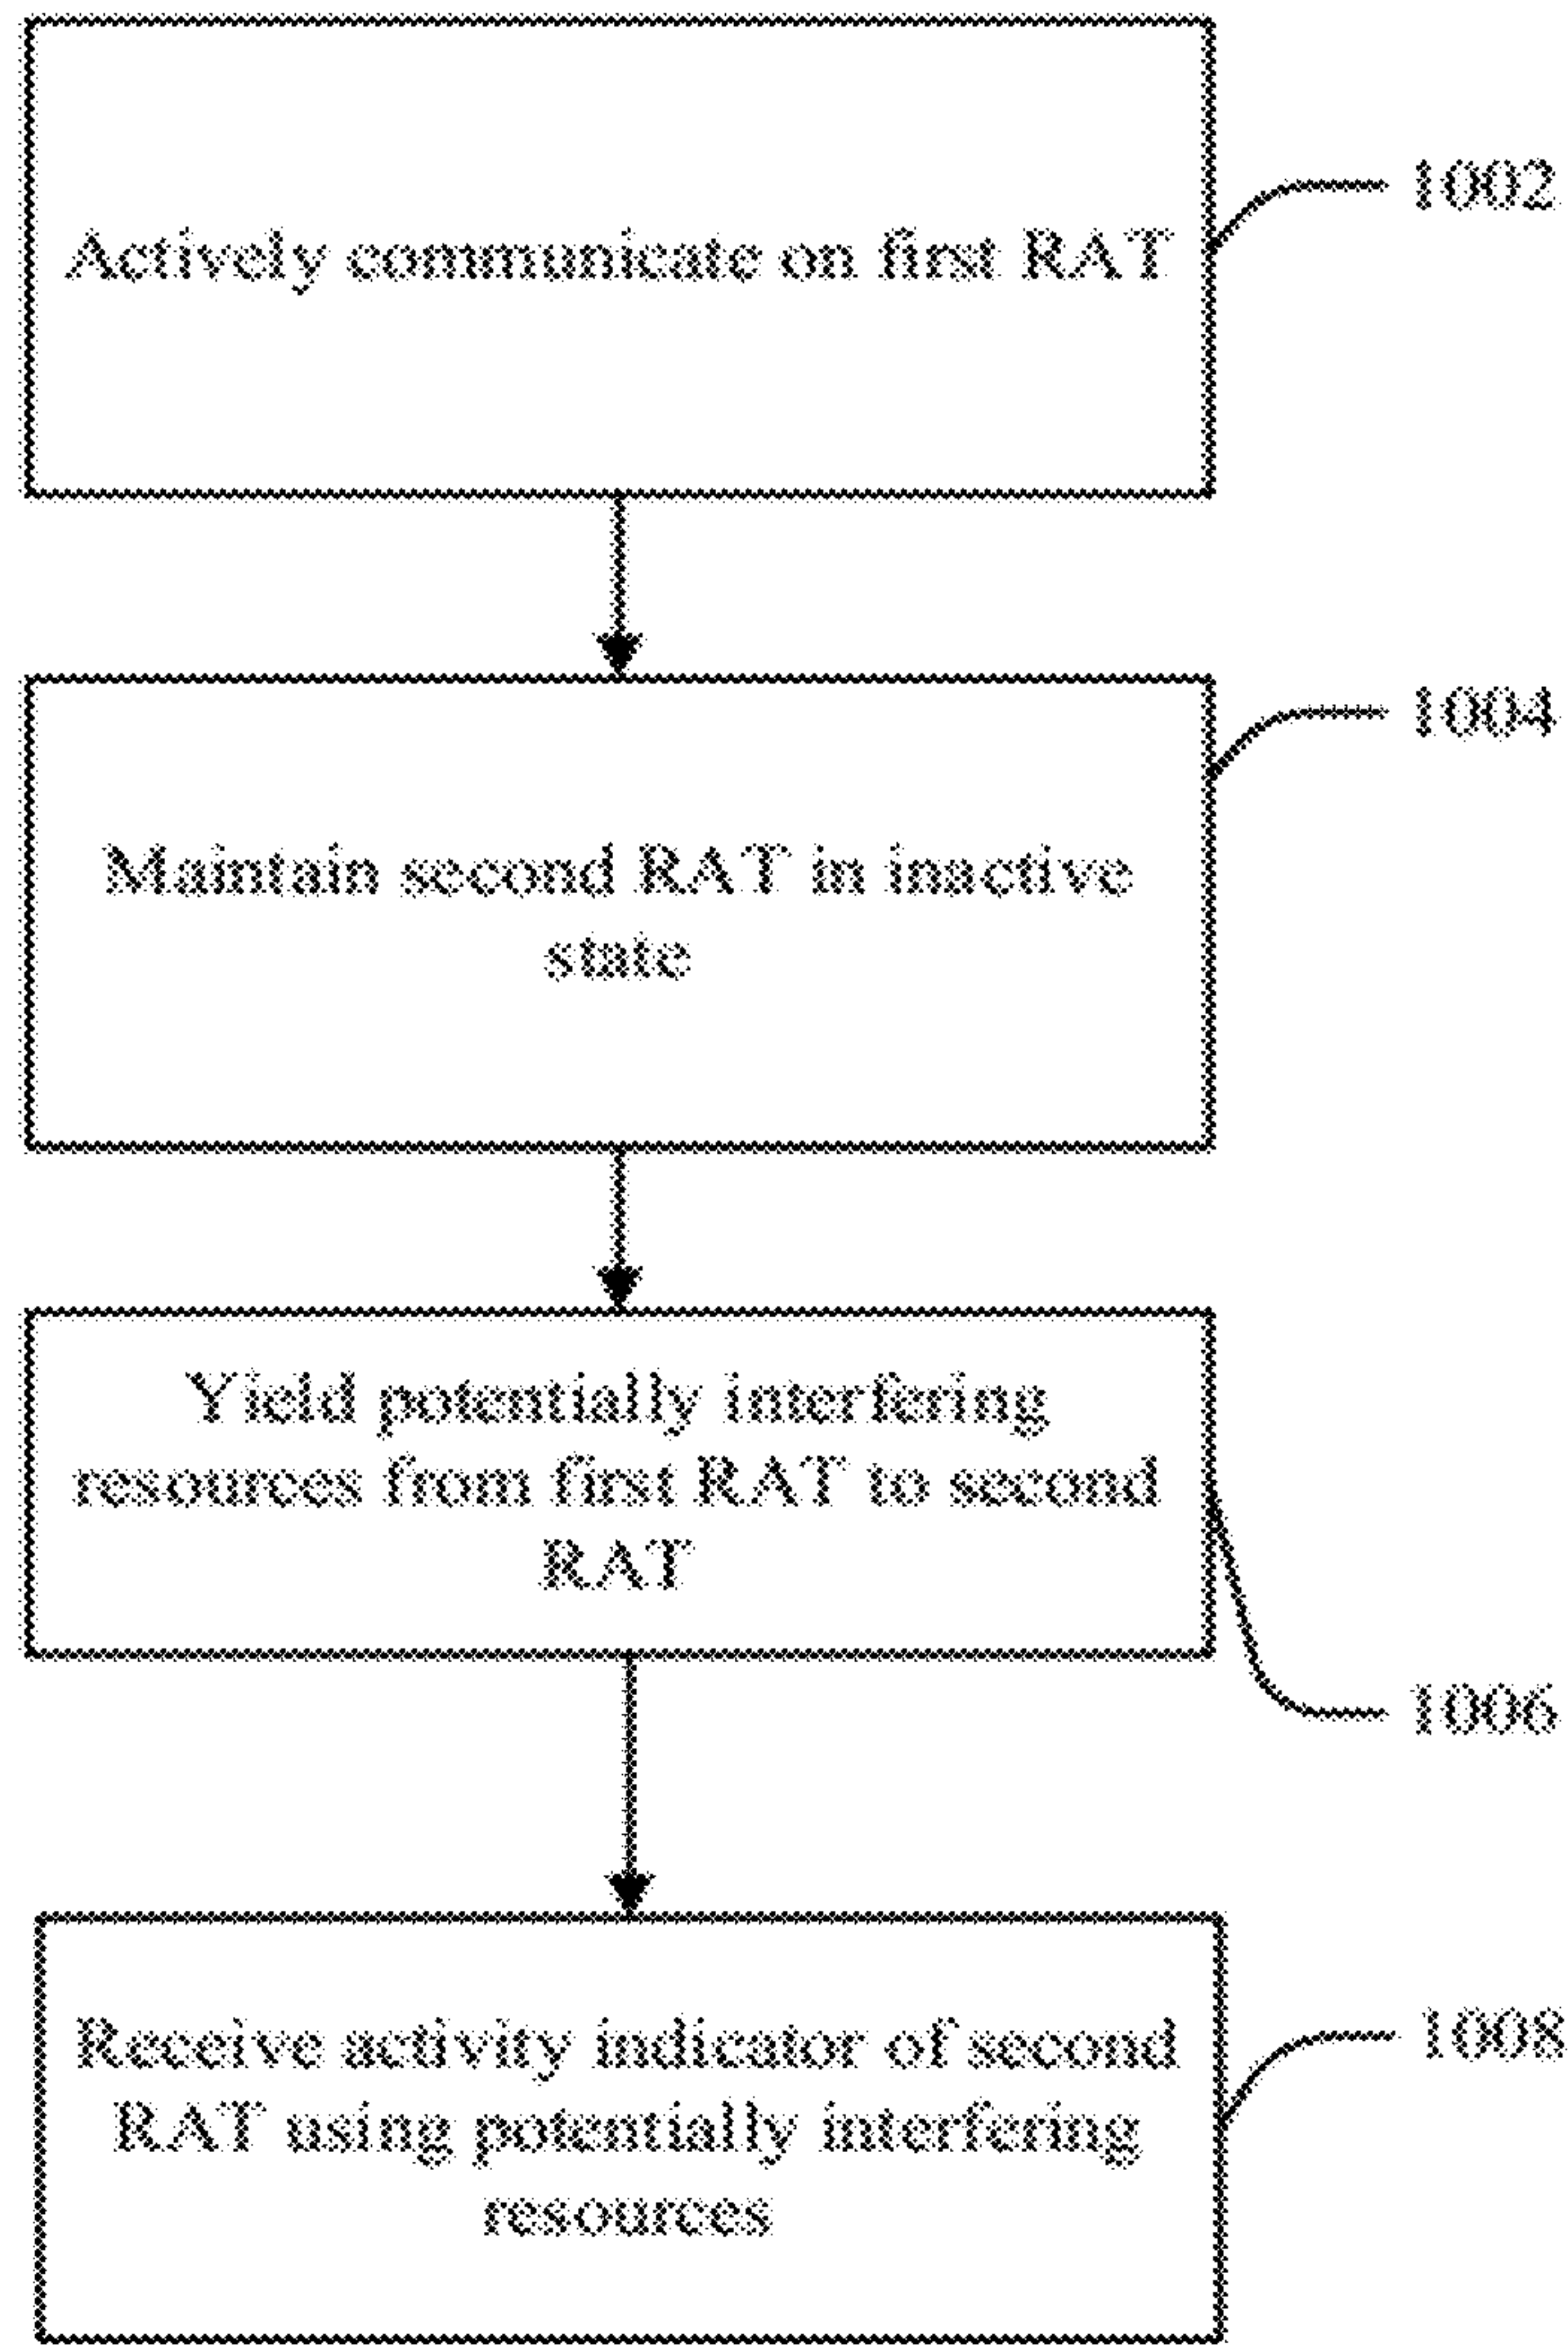 Actively communicate on first RAT
1002
Maintain second RAT in inactive
state
1004
Yield potentially interfering
resources from first RAT to second
RAT
1006
Receive activity indicator of second
RAT using potentially interfering
resources
1008